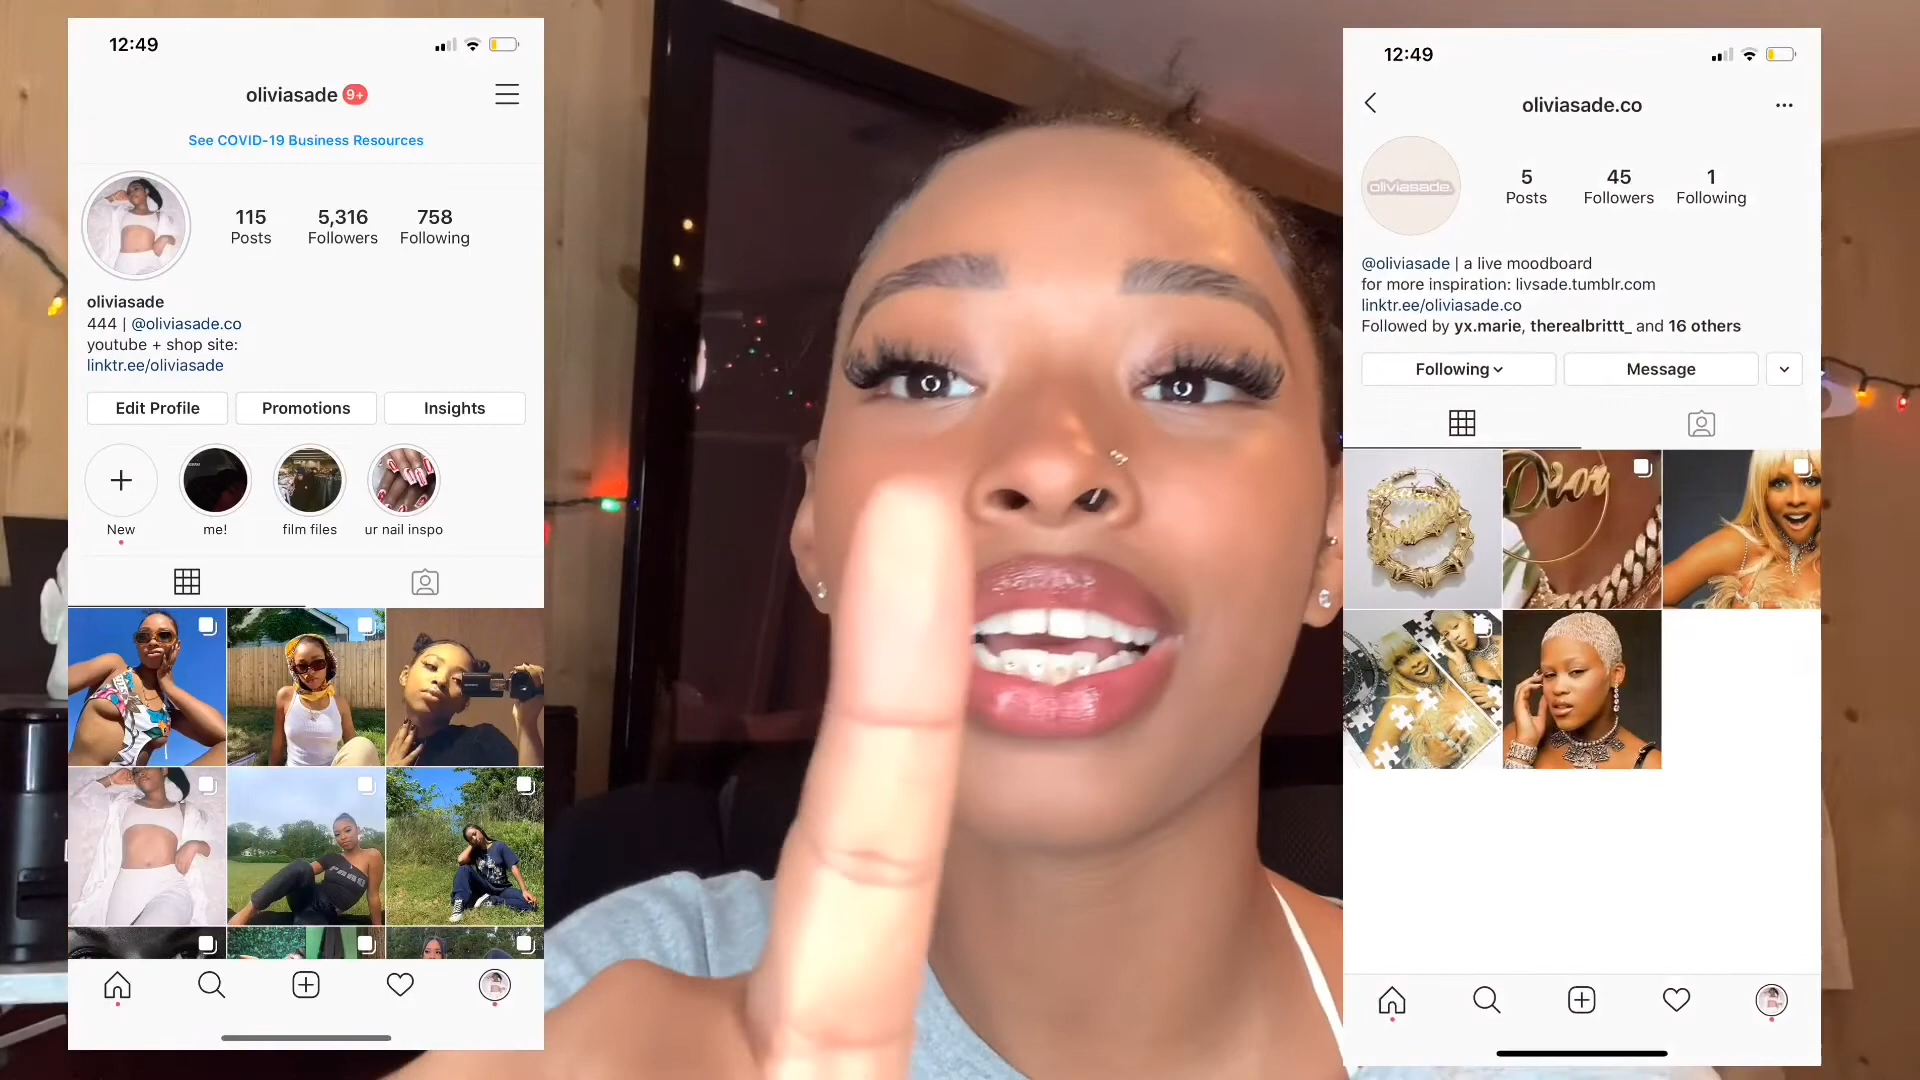 12:49
oliviasade 9+
See COVID-19 Business Resources
115 5,316 758
Posts Followers Following
oliviasade
444 | @oliviasade.co
youtube + shop site:
linktr.ee/oliviasade
Edit Profile Promotions Insights
New me! film files ur nail inspo
12:49
oliviasade.co
oliviasade.
5 45 1
Posts Followers Following
@oliviasade | a live moodboard
for more inspiration: livsade.tumblr.com
linktr.ee/oliviasade.co
Followed by yx.marie, therealbrittt_ and 16 others
Following Message